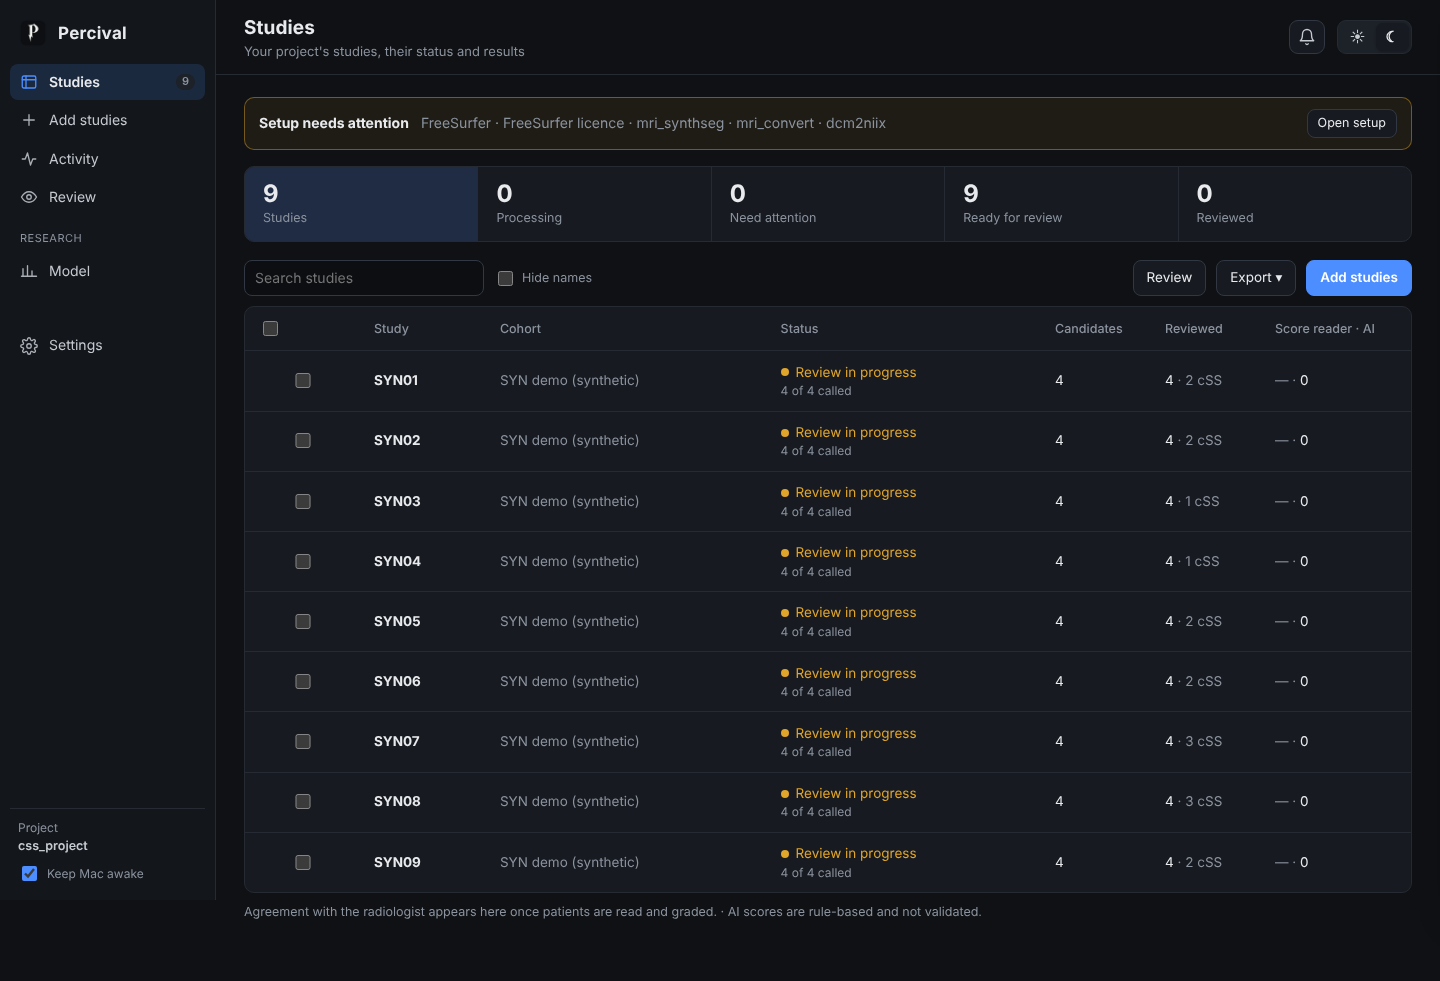 Percival
Studies 9
Add studies
Activity
Review
RESEARCH
Model
Settings
Project
css_project
Keep Mac awake
Studies
Your project's studies, their status and results
Setup needs attention FreeSurfer · FreeSurfer licence · mri_synthseg · mri_convert · dcm2niix Open setup
9 0 0 9 0
Studies Processing Need attention Ready for review Reviewed
Search studies Hide names Review Export ▾ Add studies
Study Cohort Status Candidates Reviewed Score reader · AI
SYN01 SYN demo (synthetic) Review in progress 4 4 · 2 cSS — · 0
4 of 4 called
SYN02 SYN demo (synthetic) Review in progress 4 4 · 2 cSS — · 0
4 of 4 called
SYN03 SYN demo (synthetic) Review in progress 4 4 · 1 cSS — · 0
4 of 4 called
SYN04 SYN demo (synthetic) Review in progress 4 4 · 1 cSS — · 0
4 of 4 called
SYN05 SYN demo (synthetic) Review in progress 4 4 · 2 cSS — · 0
4 of 4 called
SYN06 SYN demo (synthetic) Review in progress 4 4 · 2 cSS — · 0
4 of 4 called
SYN07 SYN demo (synthetic) Review in progress 4 4 · 3 cSS — · 0
4 of 4 called
SYN08 SYN demo (synthetic) Review in progress 4 4 · 3 cSS — · 0
4 of 4 called
SYN09 SYN demo (synthetic) Review in progress 4 4 · 2 cSS — · 0
4 of 4 called
Agreement with the radiologist appears here once patients are read and graded. · AI scores are rule-based and not validated.